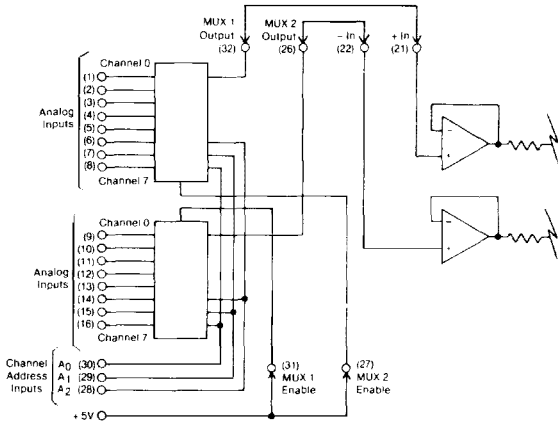 MUX 1 Output (32)
MUX 2 Output (26)
– In (22)
+ In (21)
Channel 0
Analog Inputs
(1)
(2)
(3)
(4)
(5)
(6)
(7)
(8)
Channel 7
Channel 0
Analog Inputs
(9)
(10)
(11)
(12)
(13)
(14)
(15)
(16)
Channel 7
Channel Address Inputs
A0 (30)
A1 (29)
A2 (28)
+ 5V
(31) MUX 1 Enable
(27) MUX 2 Enable
–
+
–
+